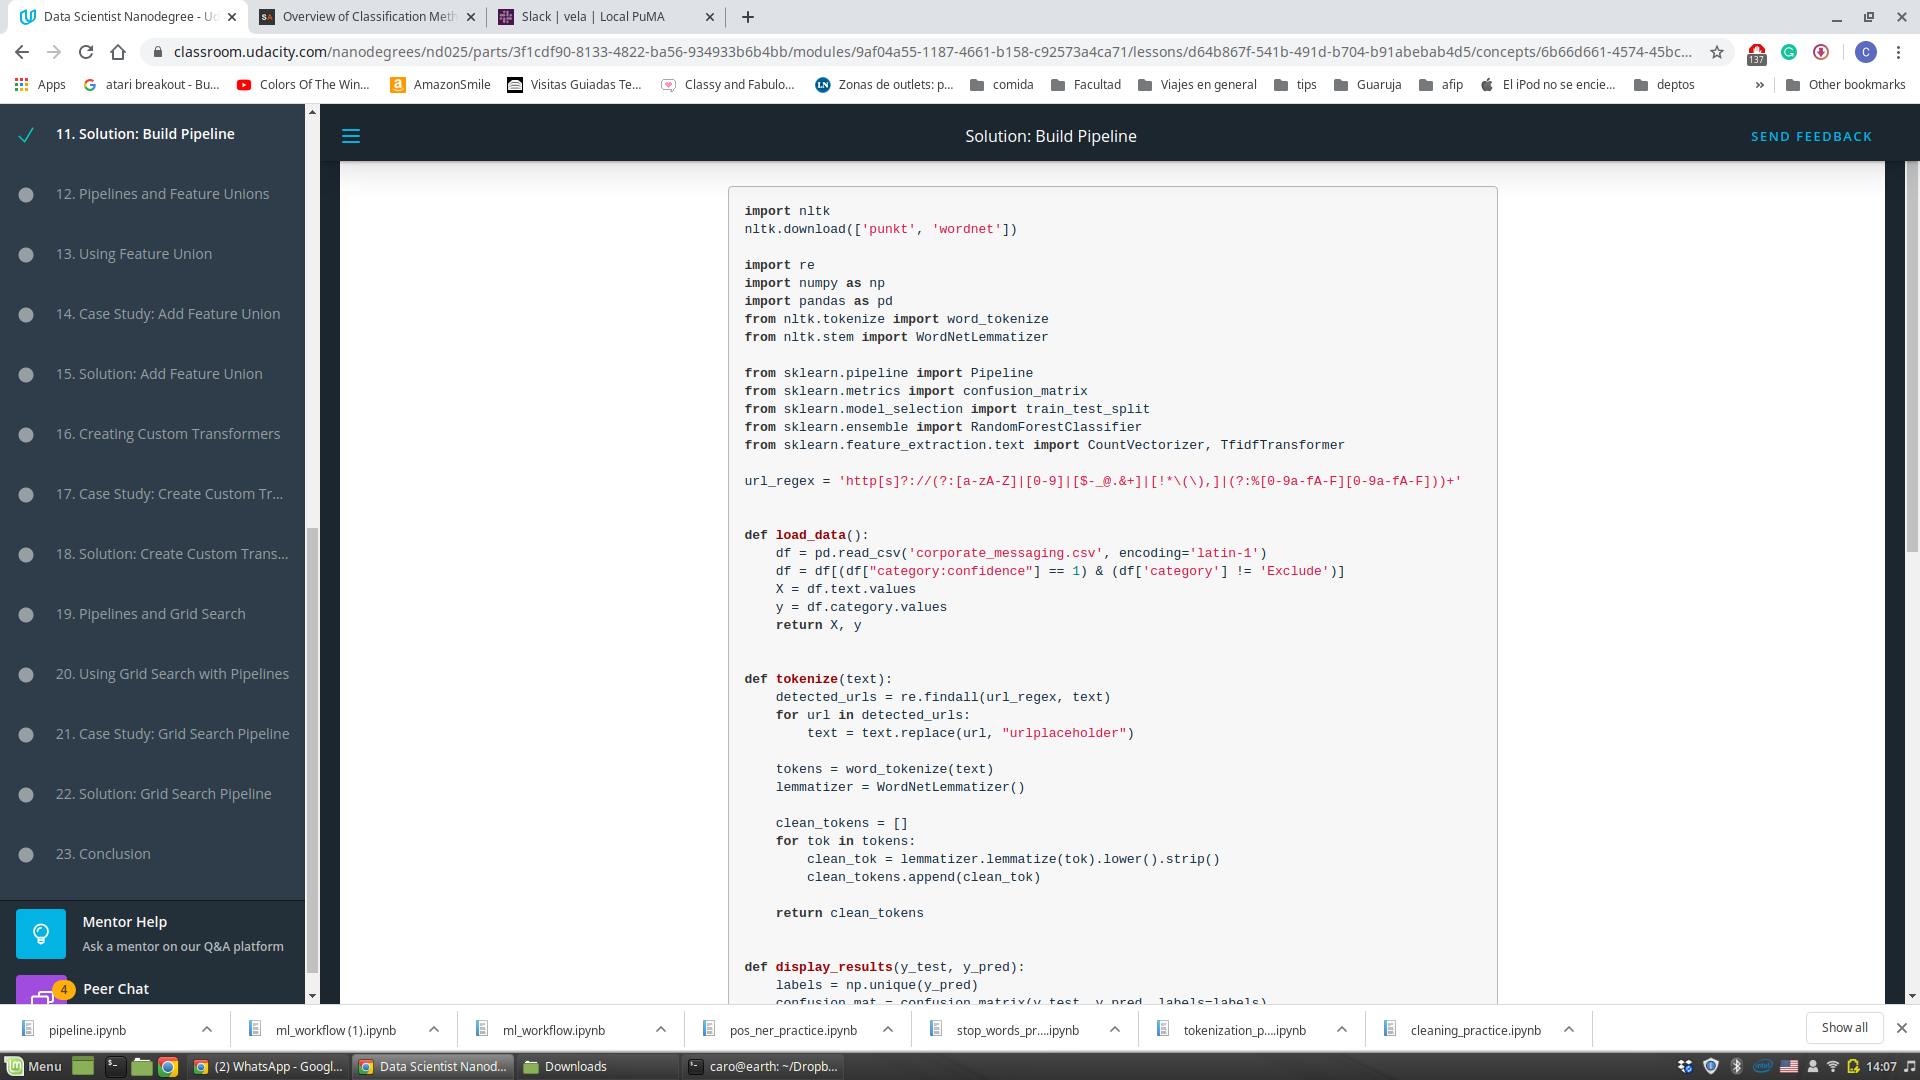 Data Scientist Nanodegree - Ud
Overview of Classification Meth
Slack | vela | Local PuMA
classroom.udacity.com/nanodegrees/nd025/parts/3f1cdf90-8133-4822-ba56-934933b6b4bb/modules/9af04a55-1187-4661-b158-c92573a4ca71/lessons/d64b867f-541b-491d-b704-b91abebab4d5/concepts/6b66d661-4574-45bc...
137
C
Apps
atari breakout - Bu...
Colors Of The Win...
AmazonSmile
Visitas Guiadas Te...
Classy and Fabulo...
Zonas de outlets: p...
comida
Facultad
Viajes en general
tips
Guaruja
afip
El iPod no se encie...
deptos
»
Other bookmarks
11. Solution: Build Pipeline
12. Pipelines and Feature Unions
13. Using Feature Union
14. Case Study: Add Feature Union
15. Solution: Add Feature Union
16. Creating Custom Transformers
17. Case Study: Create Custom Tr...
18. Solution: Create Custom Trans...
19. Pipelines and Grid Search
20. Using Grid Search with Pipelines
21. Case Study: Grid Search Pipeline
22. Solution: Grid Search Pipeline
23. Conclusion
Mentor Help
Ask a mentor on our Q&A platform
4
Peer Chat
Solution: Build Pipeline
SEND FEEDBACK
import nltk
nltk.download(['punkt', 'wordnet'])
import re
import numpy as np
import pandas as pd
from nltk.tokenize import word_tokenize
from nltk.stem import WordNetLemmatizer
from sklearn.pipeline import Pipeline
from sklearn.metrics import confusion_matrix
from sklearn.model_selection import train_test_split
from sklearn.ensemble import RandomForestClassifier
from sklearn.feature_extraction.text import CountVectorizer, TfidfTransformer
url_regex = 'http[s]?://(?:[a-zA-Z]|[0-9]|[$-_@.&+]|[!*\(\),]|(?:%[0-9a-fA-F][0-9a-fA-F]))+'
def load_data():
    df = pd.read_csv('corporate_messaging.csv', encoding='latin-1')
    df = df[(df["category:confidence"] == 1) & (df['category'] != 'Exclude')]
    X = df.text.values
    y = df.category.values
    return X, y
def tokenize(text):
    detected_urls = re.findall(url_regex, text)
    for url in detected_urls:
        text = text.replace(url, "urlplaceholder")
    tokens = word_tokenize(text)
    lemmatizer = WordNetLemmatizer()
    clean_tokens = []
    for tok in tokens:
        clean_tok = lemmatizer.lemmatize(tok).lower().strip()
        clean_tokens.append(clean_tok)
    return clean_tokens
def display_results(y_test, y_pred):
    labels = np.unique(y_pred)
    confusion_mat = confusion_matrix(y_test, y_pred, labels=labels)
pipeline.ipynb
ml_workflow (1).ipynb
ml_workflow.ipynb
pos_ner_practice.ipynb
stop_words_pr....ipynb
tokenization_p....ipynb
cleaning_practice.ipynb
Show all
Menu
(2) WhatsApp - Googl...
Data Scientist Nanod...
Downloads
caro@earth: ~/Dropb...
14:07